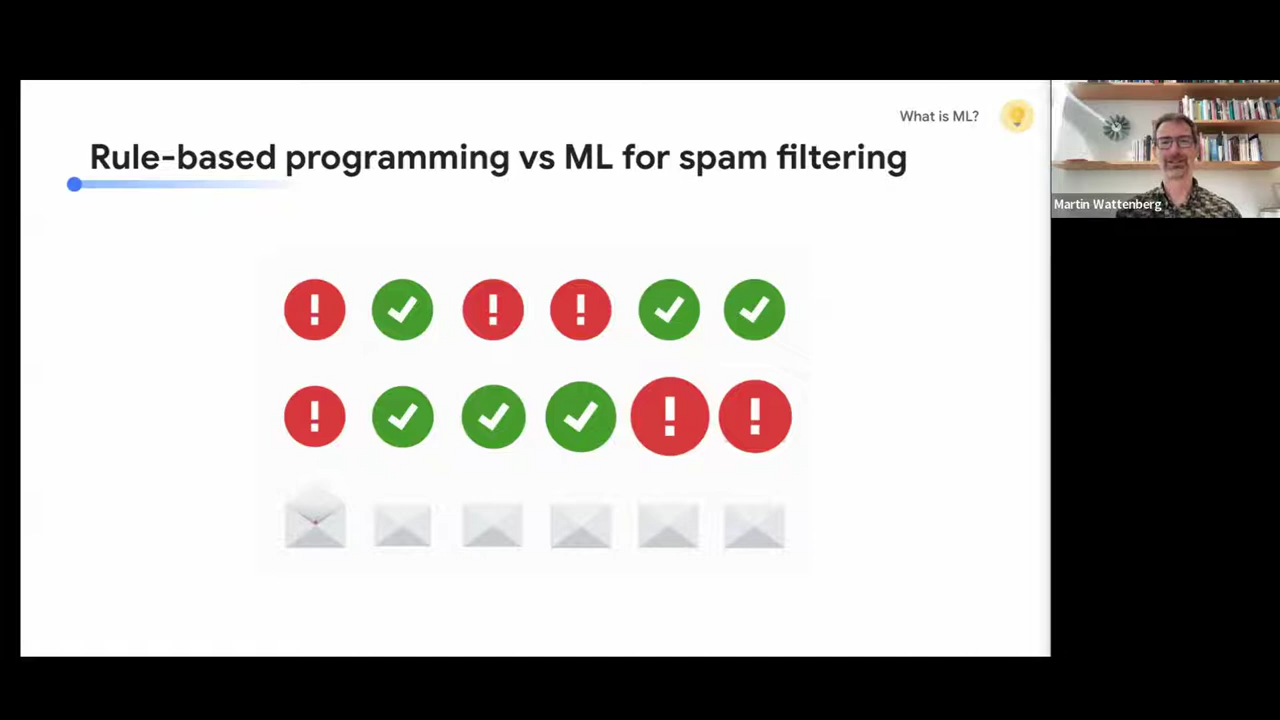 What is ML?
Rule-based programming vs ML for spam filtering
Martin Wattenberg